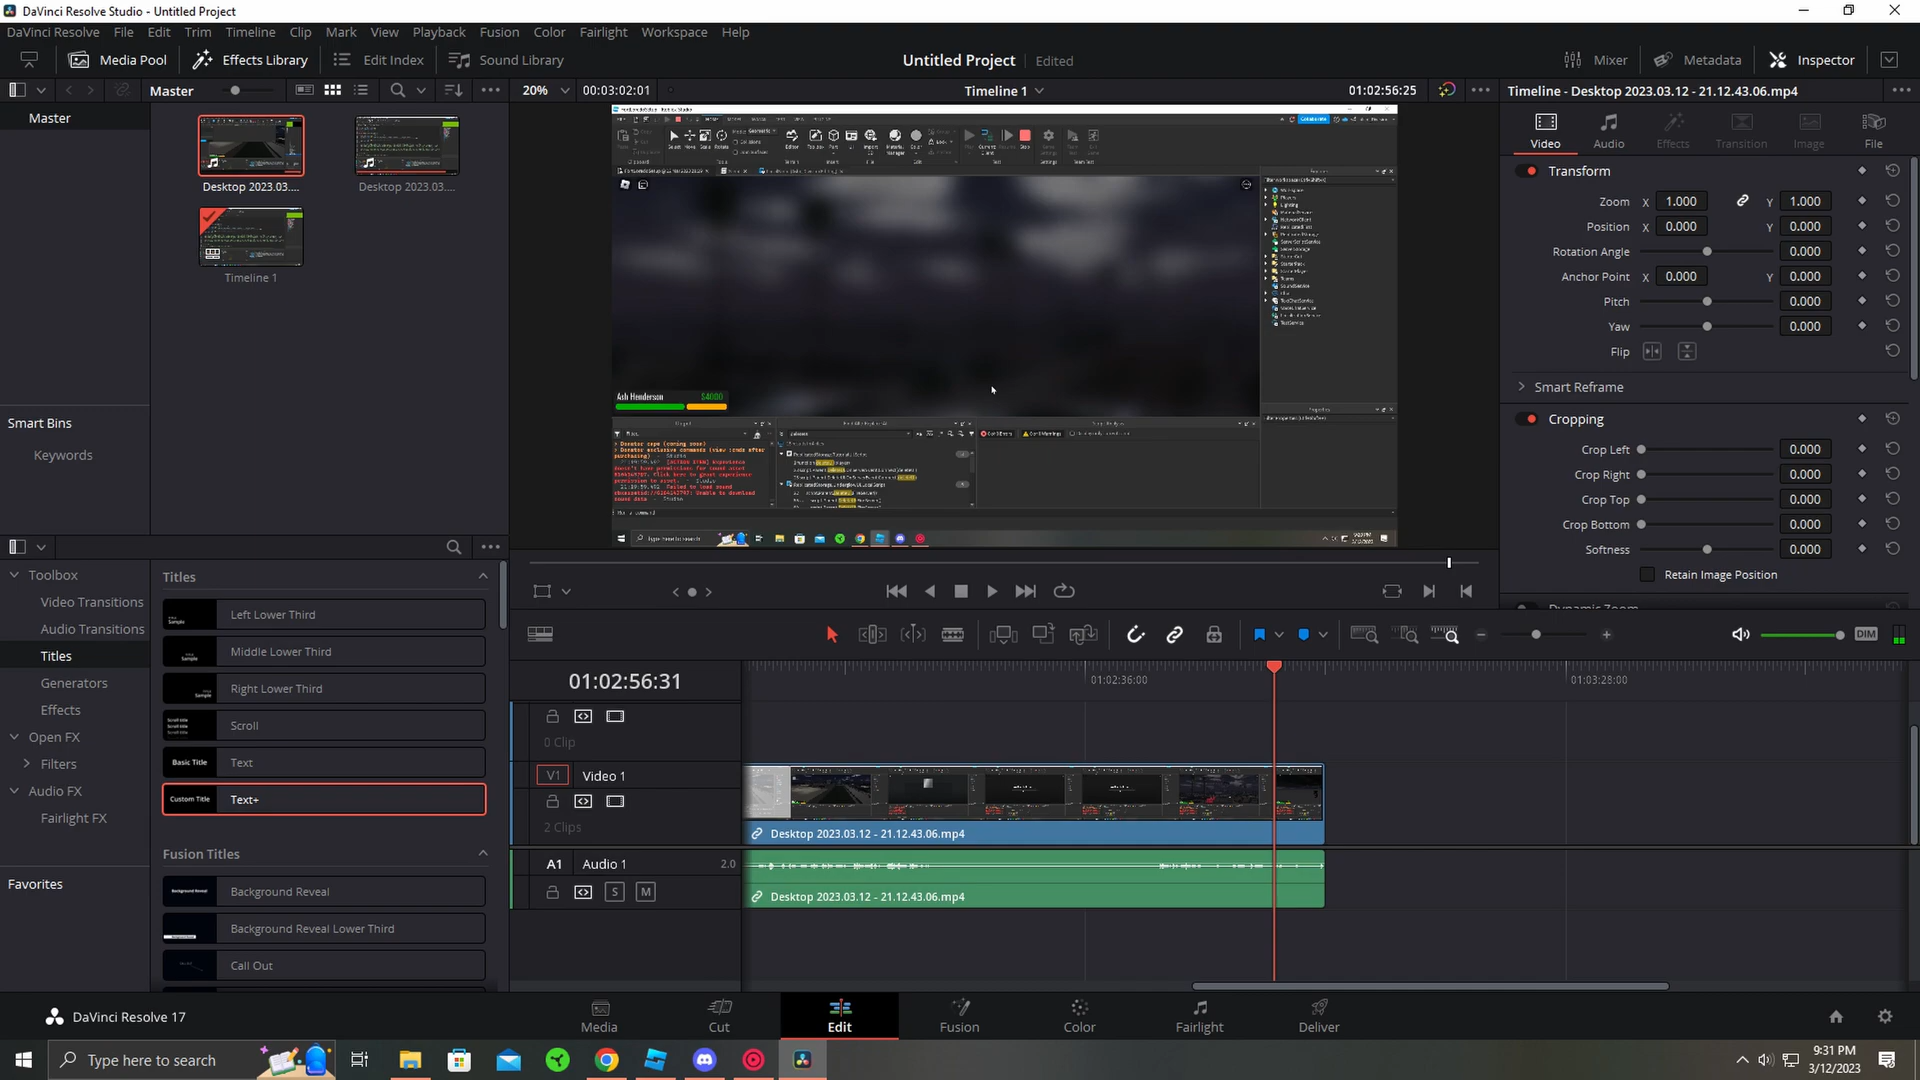 DaVinci Resolve Studio - Untitled Project
DaVinci Resolve File Edit Trim Timeline Clip Mark View Playback Fusion Color Fairlight Workspace Help
Media Pool Effects Library Edit Index Sound Library Untitled Project Edited Mixer Metadata Inspector
Master 20% 00:03:02:01 Timeline 1 01:02:56:25 Timeline - Desktop 2023.03.12 - 21.12.43.06.mp4
Master
Desktop 2023.03....
Desktop 2023.03....
Timeline 1
Smart Bins
Keywords
Ash Henderson $4000
Type here to search
Video Audio Effects Transition Image File
Transform
Zoom X 1.000 Y 1.000
Position X 0.000 Y 0.000
Rotation Angle 0.000
Anchor Point X 0.000 Y 0.000
Pitch 0.000
Yaw 0.000
Flip
Smart Reframe
Cropping
Crop Left 0.000
Crop Right 0.000
Crop Top 0.000
Crop Bottom 0.000
Softness 0.000
Retain Image Position
Dynamic Zoom
Toolbox
Video Transitions
Audio Transitions
Titles
Generators
Effects
Open FX
Filters
Audio FX
Fairlight FX
Favorites
Titles
Left Lower Third
Middle Lower Third
Right Lower Third
Scroll
Basic Title Text
Custom Title Text+
Fusion Titles
Background Reveal Background Reveal
Background Reveal Lower Third
Call Out
DIM
01:02:56:31 01:02:36:00 01:03:28:00
0 Clip
V1 Video 1
2 Clips
Desktop 2023.03.12 - 21.12.43.06.mp4
A1 Audio 1 2.0
S M
Desktop 2023.03.12 - 21.12.43.06.mp4
DaVinci Resolve 17 Media Cut Edit Fusion Color Fairlight Deliver
Type here to search
9:31 PM
3/12/2023